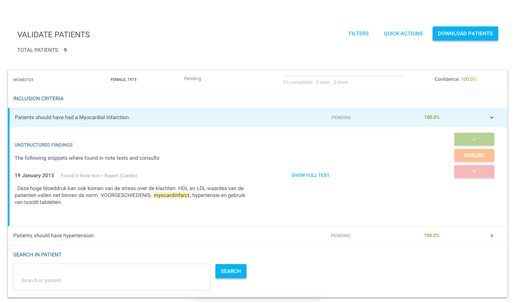 VALIDATE PATIENTS
FILTERS
QUICK ACTIONS
DOWNLOAD PATIENTS
TOTAL PATIENTS: 9
FEMALE, 1973
Pending
0% completed
0 open
2 done
Confidence: 100.0%
INCLUSION CRITERIA
Patients should have had a Myocardial Infarction.
PENDING
100.0%
UNSTRUCTURED FINDINGS
The following snippets where found in note texts and consults
UNSURE
19 January 2015
Found in Note text > Report (Cardio)
SHOW FULL TEXT
. Deze hoge bloeddruk kan ook komen van de stress over de klachten. HDL en LDL waardes van de
patienten vallen net binnen de norm. VOORGESCHIEDENIS: myocardinfarct, hypertensie en gebruik
van tabletten.
Patients should have hypertension.
PENDING
100.0%
SEARCH IN PATIENT
Search in patient
SEARCH